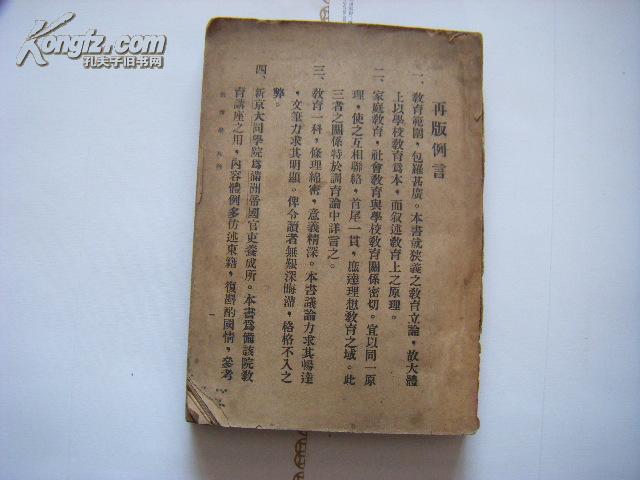 Kongfz.com
孔夫子旧书网
再版例言
一、教育範圍，包羅甚廣。本書就狹義之教育立論，故大體
上以學校教育爲本，而叙述教育上之原理。
二、家庭教育，社會教育與學校教育關係密切。宜以同一原
理，使之互相聯絡，首尾一貫，庶達理想教育之域。此
三者之關係特於訓育論中詳言之。
三、教育一科，條理綿密，意義精深。本書議論力求其暢達
，文筆力求其明顯。俾令讀者無艱深晦澀，格格不入之
弊。
四、新京大同學院爲滿洲帝國官吏養成所。本書爲備該院教
育講座之用，內容體例多仿述東籍，復斟酌國情，參考
一